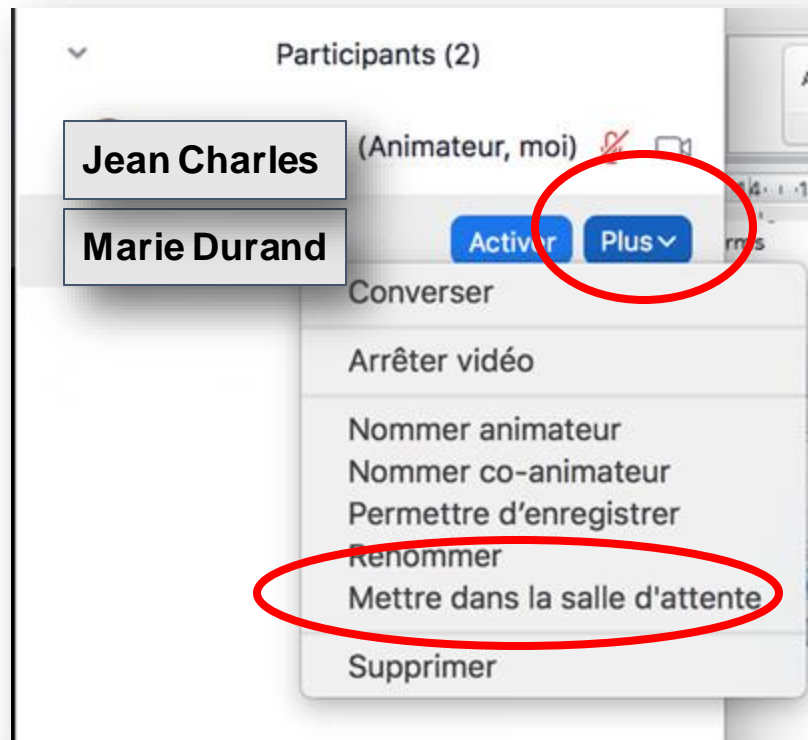 Participants (2)
Jean Charles (Animateur, moi)
Marie Durand Activer Plus
Converser
Arrêter vidéo
Nommer animateur
Nommer co-animateur
Permettre d'enregistrer
Renommer
Mettre dans la salle d'attente
Supprimer